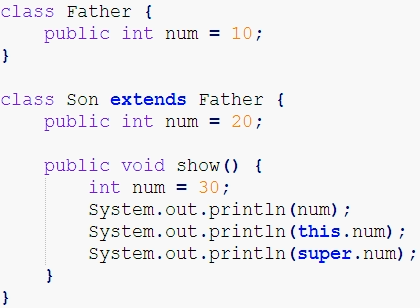 class Father {
    public int num = 10;
}

class Son extends Father {
    public int num = 20;

    public void show() {
        int num = 30;
        System.out.println(num);
        System.out.println(this.num);
        System.out.println(super.num);
    }
}